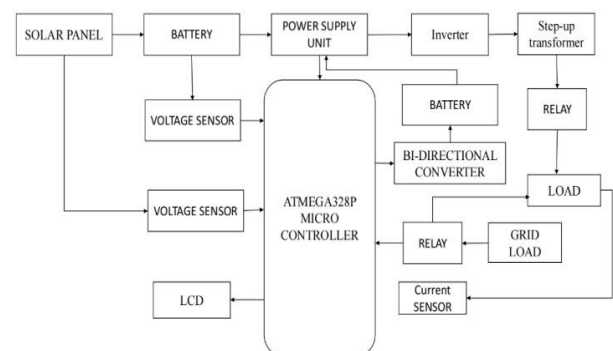 SOLAR PANEL
BATTERY
POWER SUPPLY
UNIT
Inverter
Step-up
transformer
VOLTAGE SENSOR
BATTERY
RELAY
BI-DIRECTIONAL
CONVERTER
LOAD
VOLTAGE SENSOR
ATMEGA328P
MICRO
CONTROLLER
RELAY
GRID
LOAD
LCD
Current
SENSOR